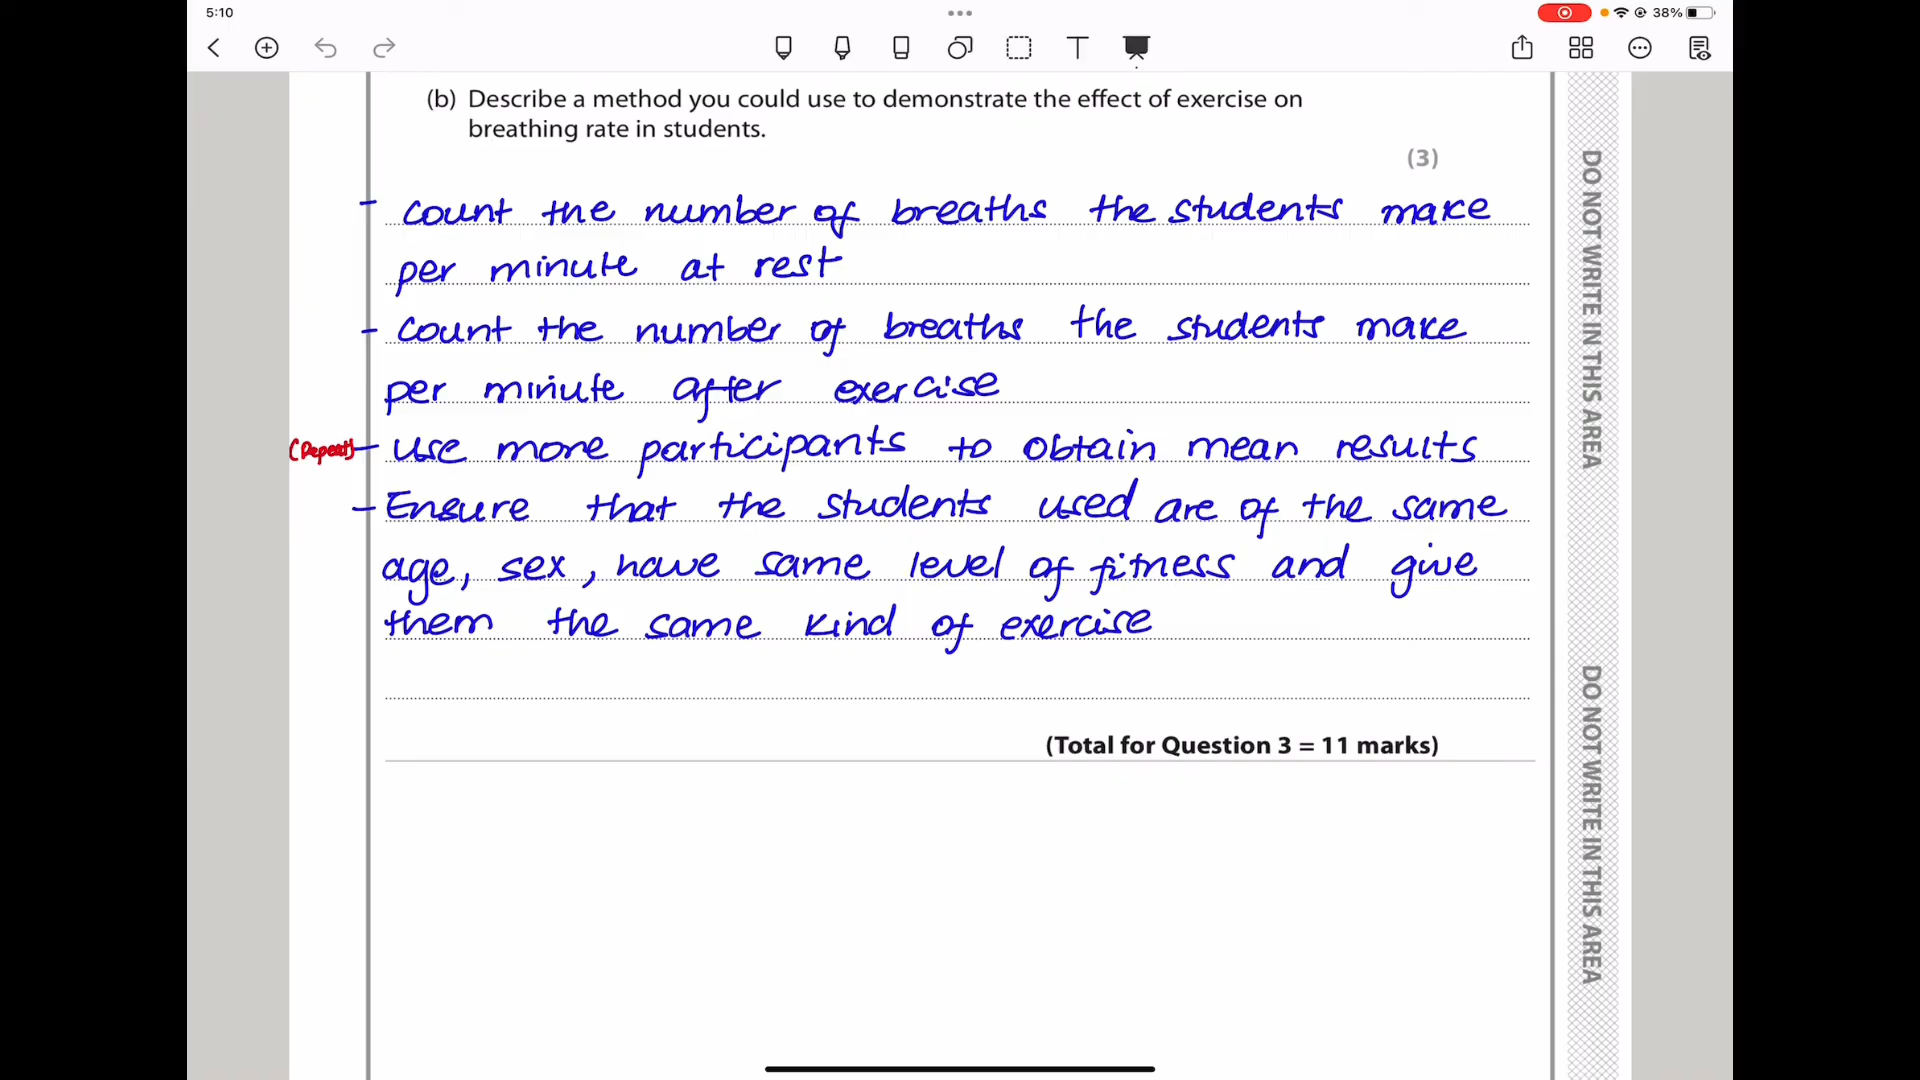 5:10
38%
(b) Describe a method you could use to demonstrate the effect of exercise on
breathing rate in students.
(3)
- count the number of breaths the students make
per minute at rest
- count the number of breaths the students make
per minute after exercise
(Repeat) - use more participants to obtain mean results
- Ensure that the students used are of the same
age, sex, have same level of fitness and give
them the same kind of exercise
(Total for Question 3 = 11 marks)
DO NOT WRITE IN THIS AREA
DO NOT WRITE IN THIS AREA